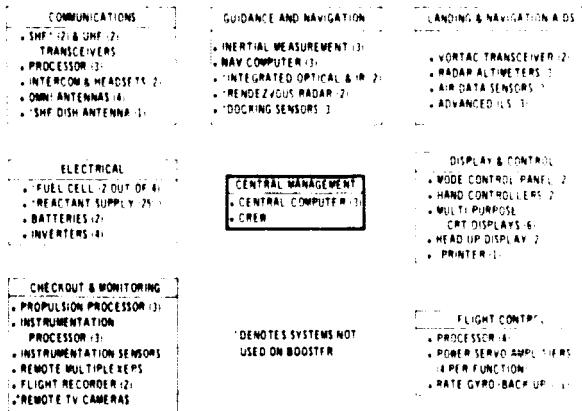 COMMUNICATIONS
• SHF* (2) & UHF (2)
TRANSCEIVERS
• PROCESSOR (3)
• INTERCOM & HEADSETS (2)
• OMNI ANTENNAS (4)
• *SHF DISH ANTENNA (1)
GUIDANCE AND NAVIGATION
• INERTIAL MEASUREMENT (3)
• NAV COMPUTER (3)
• *INTEGRATED OPTICAL & IR (2)
• *RENDEZVOUS RADAR (2)
• *DOCKING SENSORS 3
LANDING & NAVIGATION AIDS
• VORTAC TRANSCEIVER (2)
• RADAR ALTIMETERS 3
• AIR DATA SENSORS
• ADVANCED ILS (3)
ELECTRICAL
• *FUEL CELL (2 OUT OF 4)
• *REACTANT SUPPLY
• BATTERIES (2)
• INVERTERS (4)
CENTRAL MANAGEMENT
• CENTRAL COMPUTER (3)
• CREW
DISPLAY & CONTROL
• MODE CONTROL PANEL 2
• HAND CONTROLLERS 2
• MULTI PURPOSE
CRT DISPLAYS (6)
• HEAD UP DISPLAY 2
• PRINTER (1)
CHECKOUT & MONITORING
• PROPULSION PROCESSOR (3)
• INSTRUMENTATION
PROCESSOR (3)
• INSTRUMENTATION SENSORS
• REMOTE MULTIPLEXERS
• FLIGHT RECORDER (2)
• *REMOTE TV CAMERAS
*DENOTES SYSTEMS NOT
USED ON BOOSTER
FLIGHT CONTROL
• PROCESSOR (4)
• POWER SERVO AMPLIFIERS
(4 PER FUNCTION)
• RATE GYRO (BACK UP)